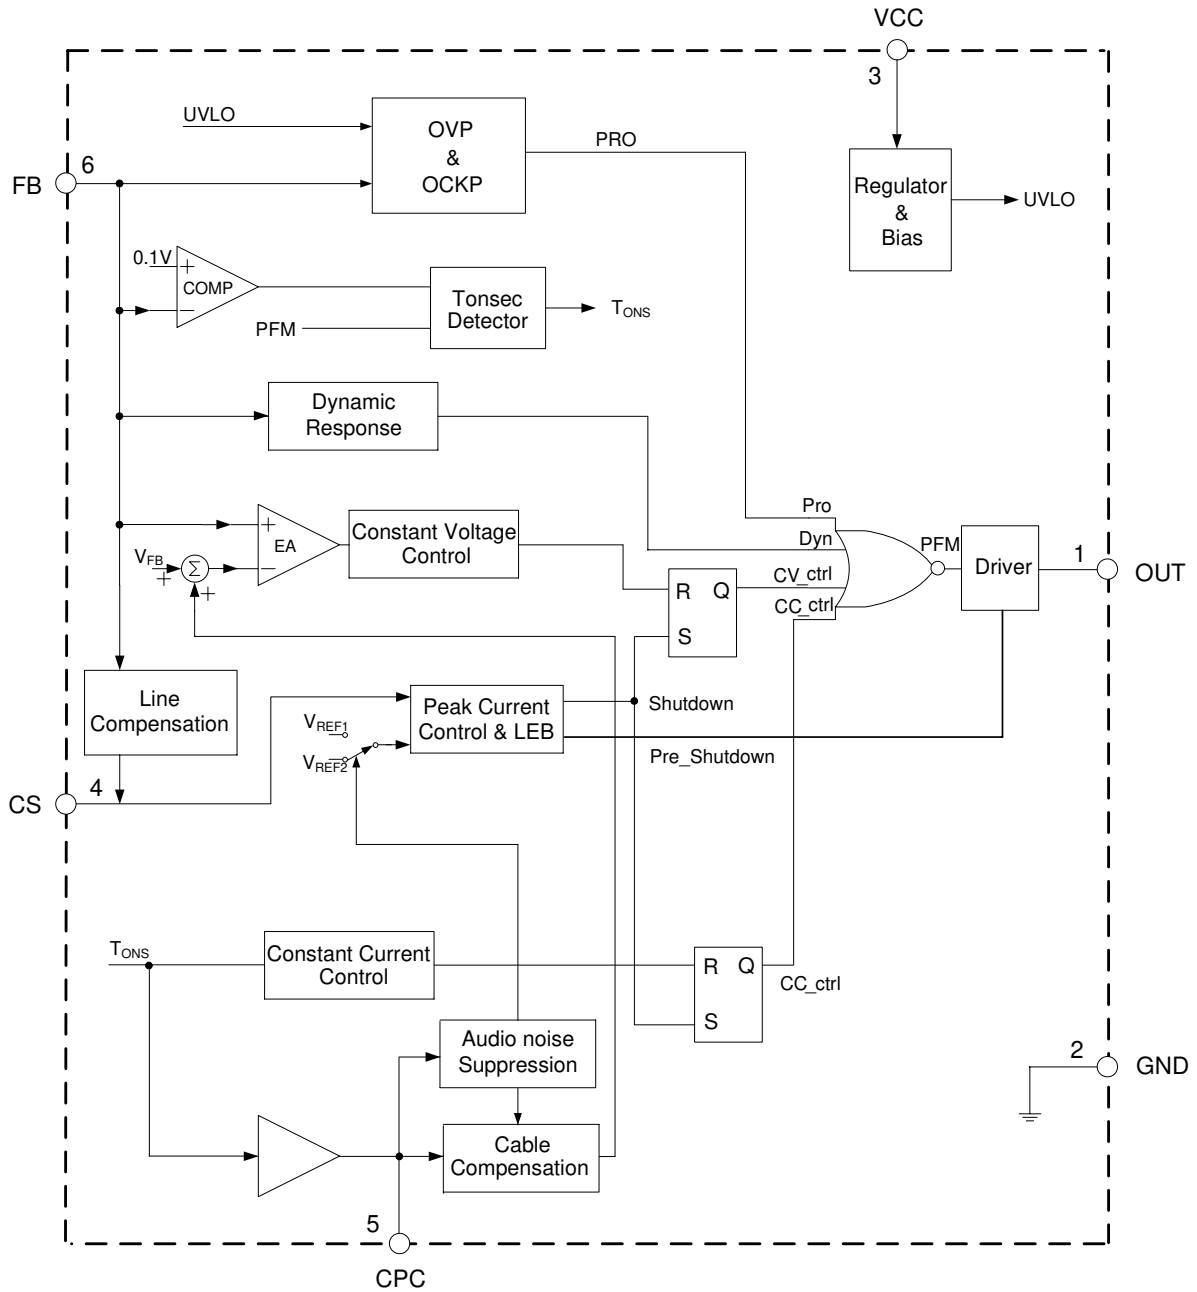 VCC
3
UVLO
OVP
&
OCKP
PRO
6
FB
Regulator
&
Bias
UVLO
0.1V
+
COMP
−
PFM
Tonsec
Detector
TONS
Dynamic
Response
Pro
Dyn
CV_ctrl
CC_ctrl
PFM
Driver
1
OUT
+
EA
−
Constant Voltage
Control
VFB
+
Σ
+
R Q
S
Line
Compensation
Peak Current
Control & LEB
Shutdown
Pre_Shutdown
VREF1
VREF2
4
CS
TONS
Constant Current
Control
R Q
S
CC_ctrl
Audio noise
Suppression
2
GND
Cable
Compensation
5
CPC